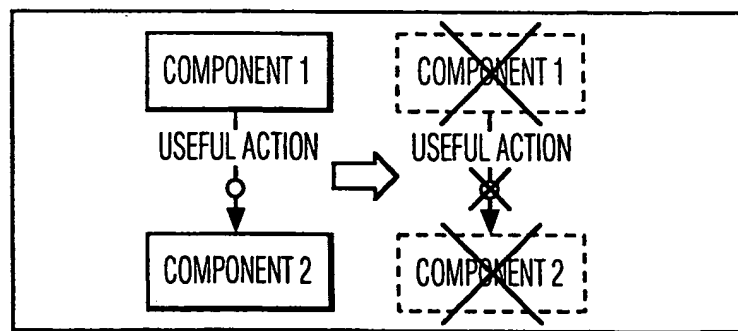 COMPONENT 1
COMPONENT 1
USEFUL ACTION
USEFUL ACTION
COMPONENT 2
COMPONENT 2